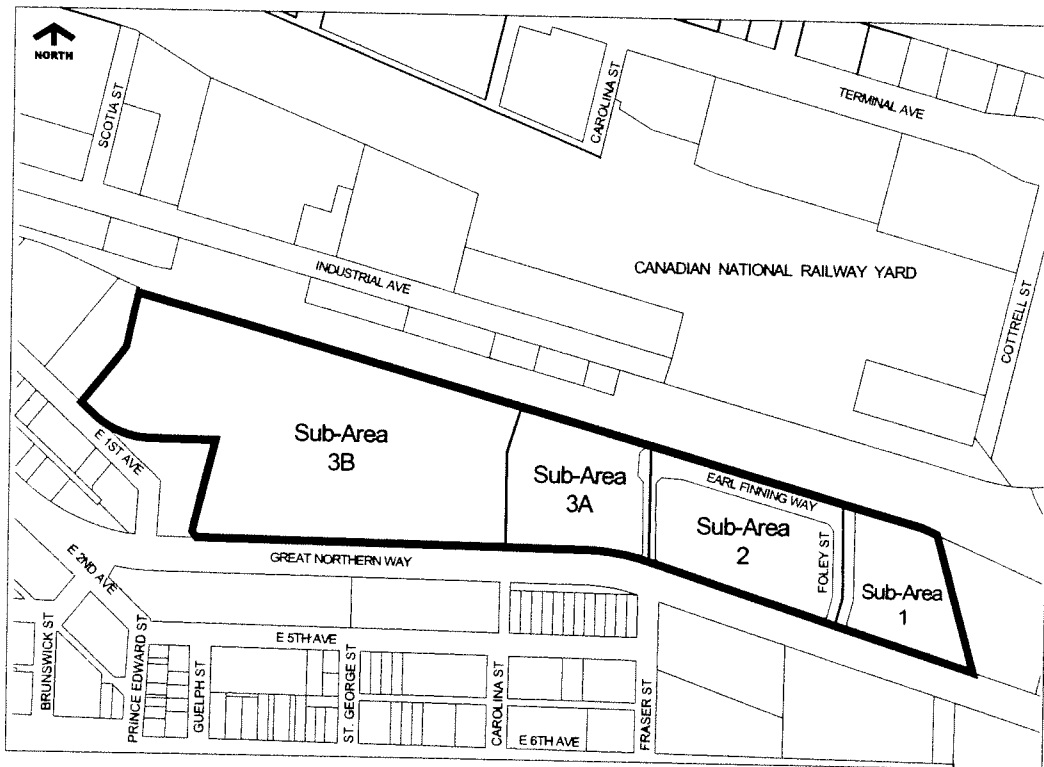 NORTH
SCOTIA ST
CAROLINA ST
TERMINAL AVE
CANADIAN NATIONAL RAILWAY YARD
INDUSTRIAL AVE
COTTRELL ST
E 1ST AVE
Sub-Area
3B
Sub-Area
3A
EARL FINNING WAY
Sub-Area
2
FOLEY ST
Sub-Area
1
E 2ND AVE
GREAT NORTHERN WAY
BRUNSWICK ST
PRINCE EDWARD ST
GUELPH ST
E 5TH AVE
ST. GEORGE ST
CAROLINA ST
E 6TH AVE
FRASER ST